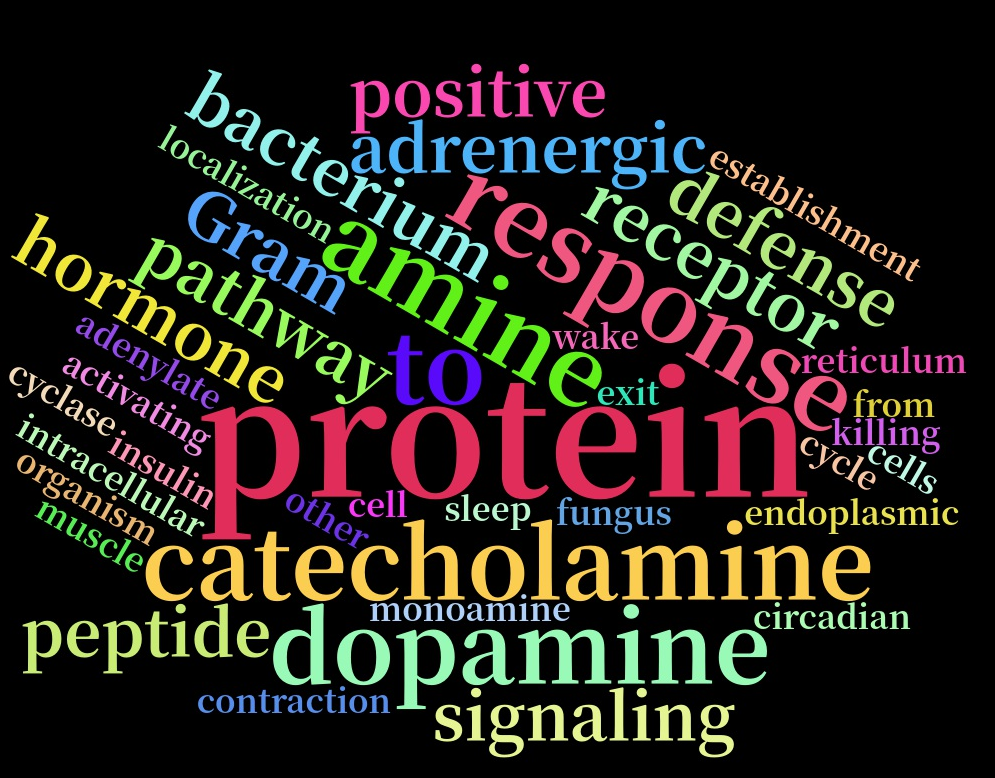 positive
bacterium
adrenergic
localization
establishment
response
defense
receptor
Gram
amine
hormone
pathway
adenylate
wake
to
reticulum
activating
exit
from
cyclase
protein
killing
cycle
cells
insulin
intracellular
organism
muscle
other
cell
sleep
fungus
endoplasmic
catecholamine
monoamine
circadian
peptide
dopamine
contraction
signaling